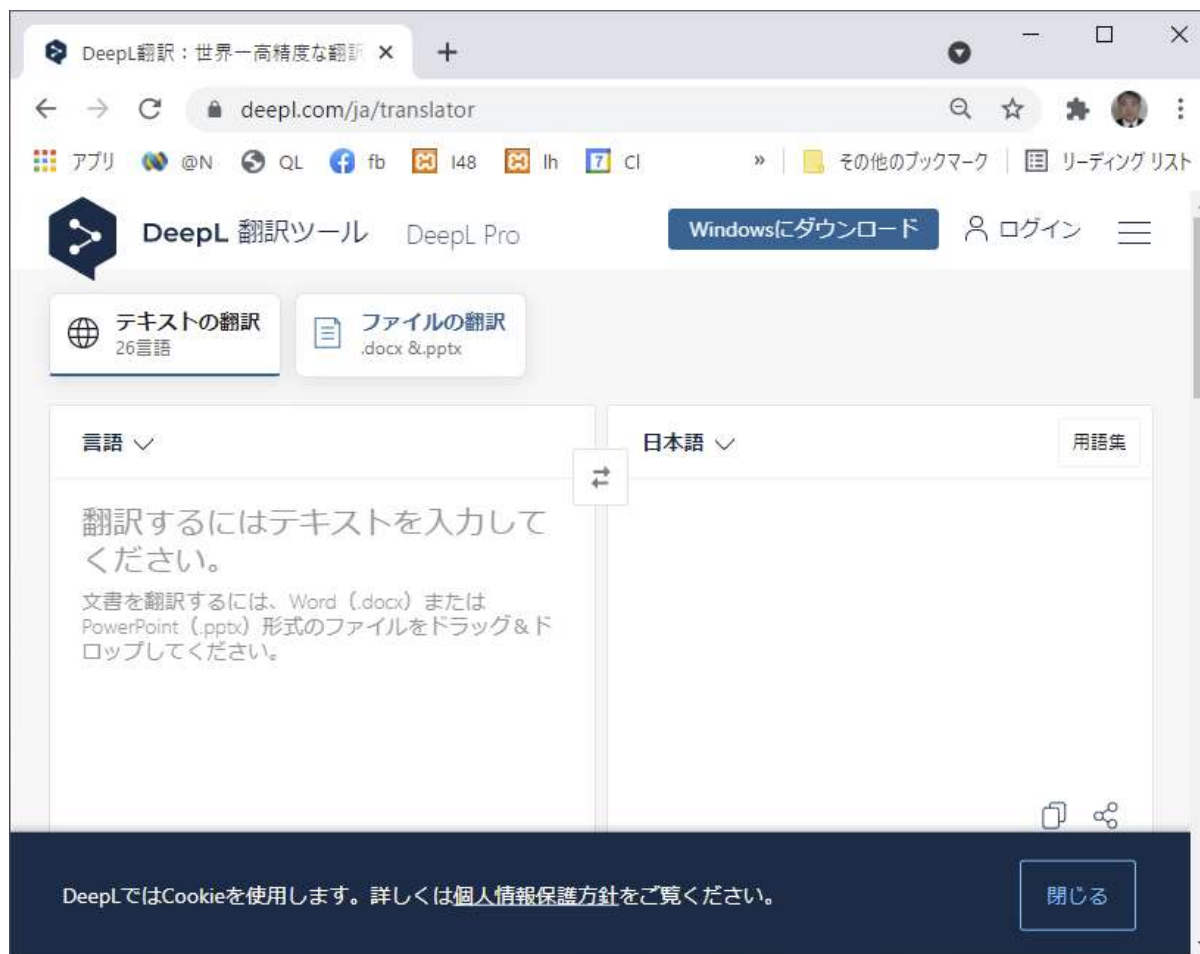 DeepL翻訳：世界一高精度な翻訳
deepl.com/ja/translator
アプリ @N QL fb l48 lh 7 Cl » その他のブックマーク リーディング リスト
DeepL 翻訳ツール DeepL Pro Windowsにダウンロード ログイン
テキストの翻訳
26言語
ファイルの翻訳
.docx &.pptx
言語
日本語
用語集
翻訳するにはテキストを入力して
ください。
文書を翻訳するには、Word（.docx）または
PowerPoint（.pptx）形式のファイルをドラッグ＆ド
ロップしてください。
DeepLではCookieを使用します。詳しくは個人情報保護方針をご覧ください。
閉じる